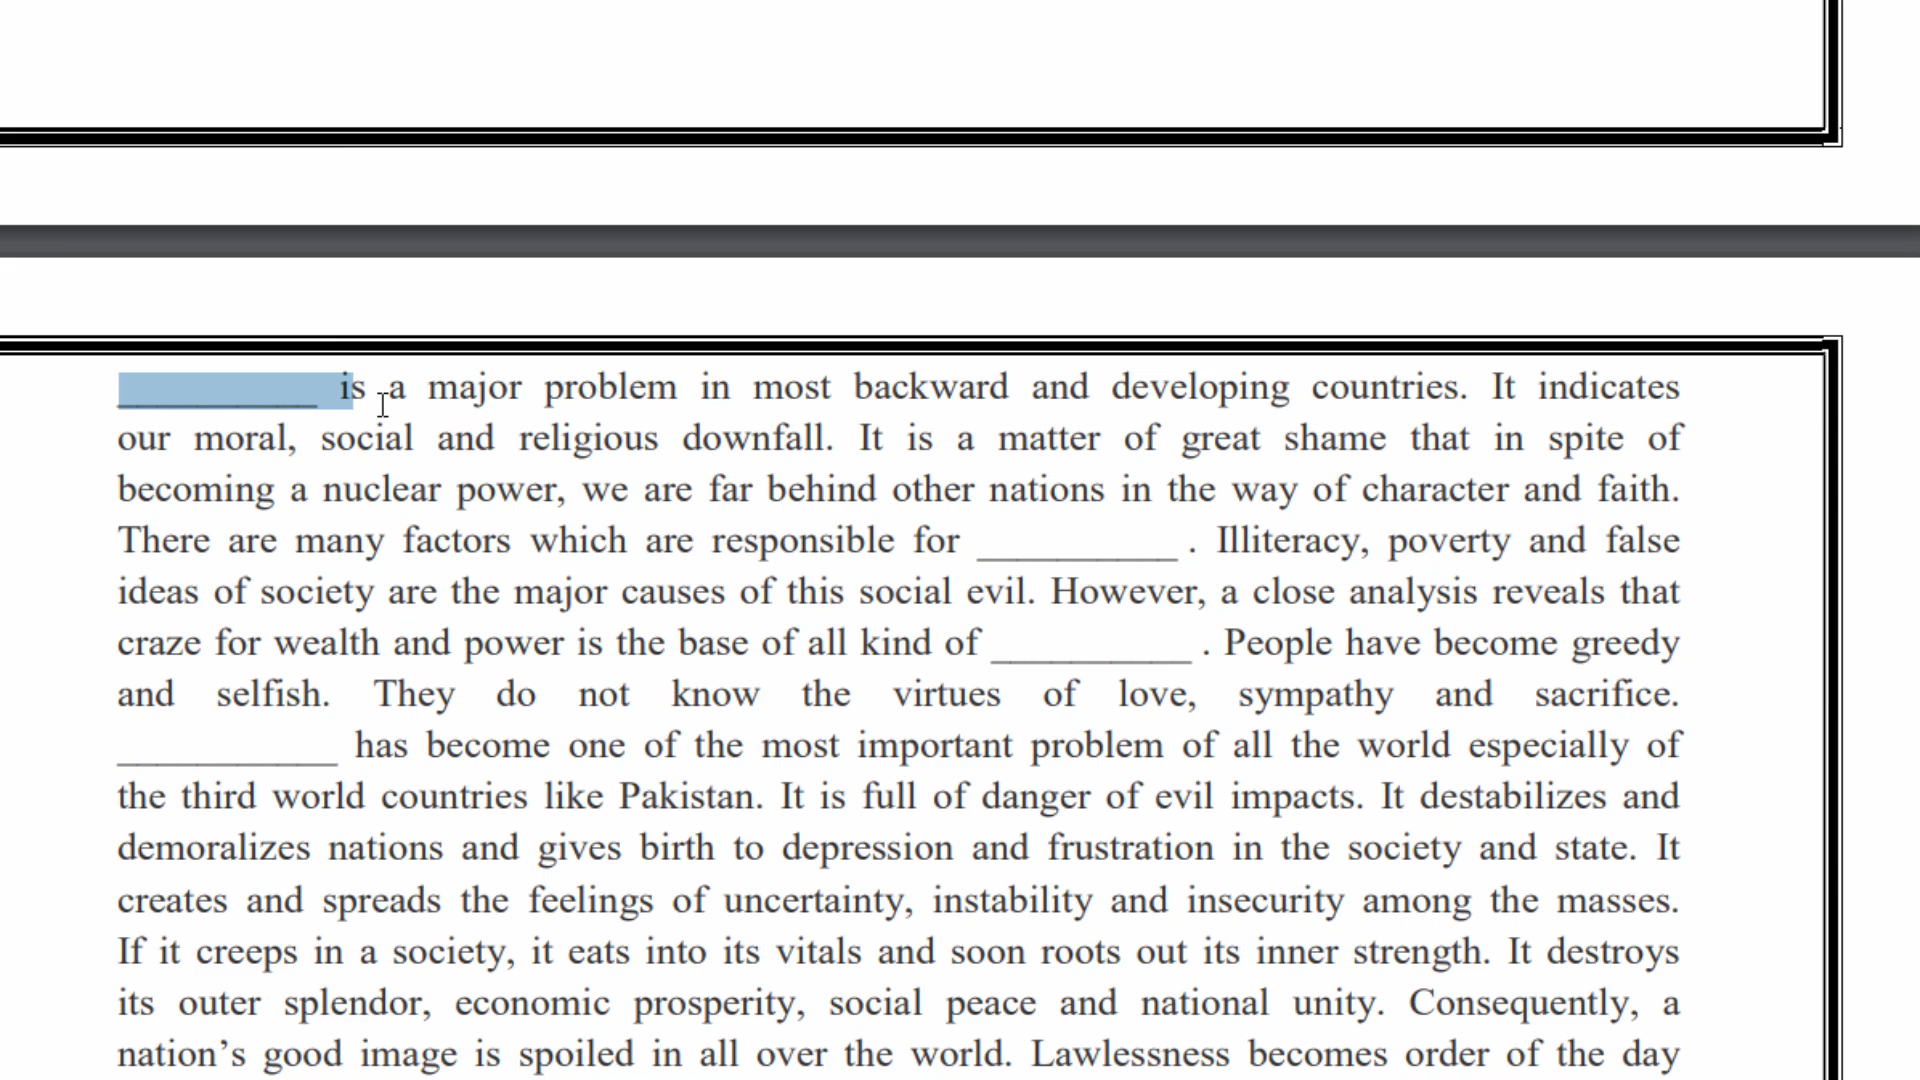 __________ is a major problem in most backward and developing countries. It indicates
our moral, social and religious downfall. It is a matter of great shame that in spite of
becoming a nuclear power, we are far behind other nations in the way of character and faith.
There are many factors which are responsible for __________ . Illiteracy, poverty and false
ideas of society are the major causes of this social evil. However, a close analysis reveals that
craze for wealth and power is the base of all kind of __________ . People have become greedy
and selfish. They do not know the virtues of love, sympathy and sacrifice.
___________ has become one of the most important problem of all the world especially of
the third world countries like Pakistan. It is full of danger of evil impacts. It destabilizes and
demoralizes nations and gives birth to depression and frustration in the society and state. It
creates and spreads the feelings of uncertainty, instability and insecurity among the masses.
If it creeps in a society, it eats into its vitals and soon roots out its inner strength. It destroys
its outer splendor, economic prosperity, social peace and national unity. Consequently, a
nation’s good image is spoiled in all over the world. Lawlessness becomes order of the day